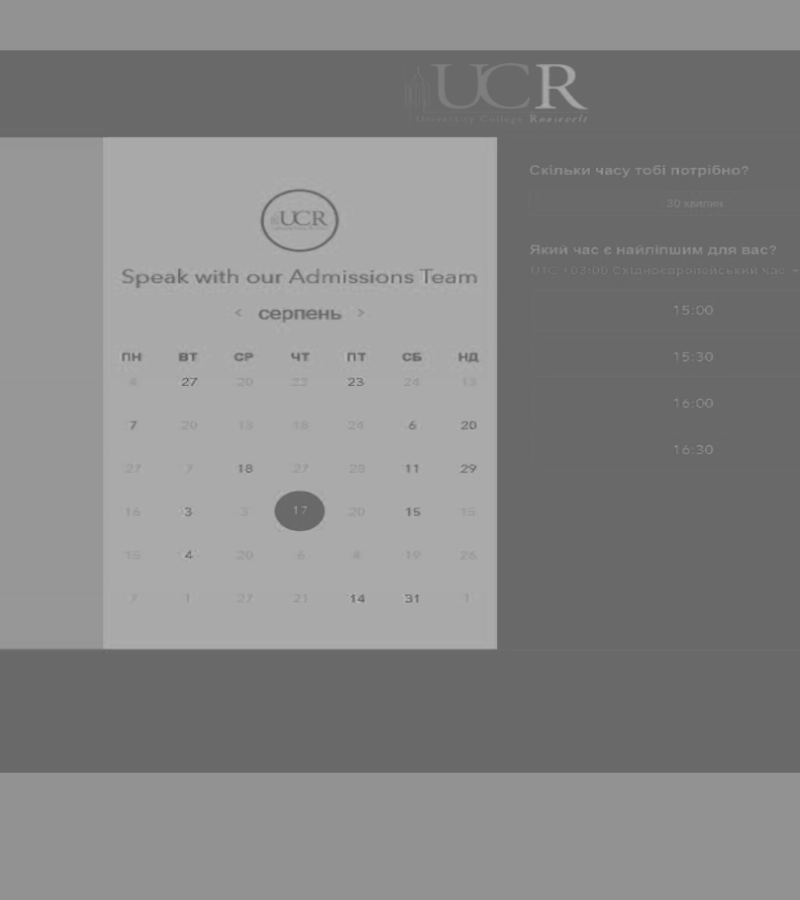 UCR
University College Roosevelt
UCR
Speak with our Admissions Team
< серпень >
ПН ВТ СР ЧТ ПТ СБ НД
4 27 20 22 23 24 13
7 20 13 18 24 6 20
27 7 18 27 28 11 29
16 3 3 17 20 15 15
15 4 20 6 4 19 26
7 1 27 21 14 31 1
Скільки часу тобі потрібно?
30 хвилин
Який час є найліпшим для вас?
UTC +03:00 Східноєвропейський час
15:00
15:30
16:00
16:30